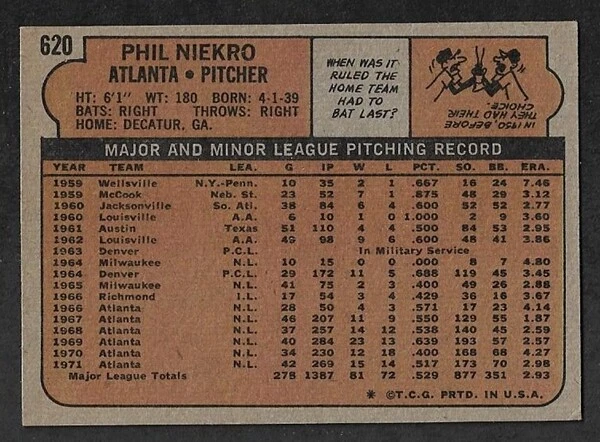 620
PHIL NIEKRO
ATLANTA • PITCHER
HT: 6'1" WT: 180 BORN: 4-1-39
BATS: RIGHT THROWS: RIGHT
HOME: DECATUR, GA.
WHEN WAS IT
RULED THE
HOME TEAM
HAD TO
BAT LAST?
IN 1950, BEFORE
THEY HAD THEIR
CHOICE.
MAJOR AND MINOR LEAGUE PITCHING RECORD
YEAR TEAM LEA. G IP W L PCT. SO. BB. ERA.
1959 Wellsville N.Y.-Penn. 10 35 2 1 .667 16 24 7.46
1959 McCook Neb. St. 23 52 7 1 .875 48 29 3.12
1960 Jacksonville So. Atl. 38 84 6 4 .600 52 52 2.77
1960 Louisville A.A. 6 10 1 0 1.000 2 9 3.60
1961 Austin Texas 51 110 4 4 .500 84 53 2.95
1962 Louisville A.A. 49 98 9 6 .600 48 41 3.86
1963 Denver P.C.L. In Military Service
1964 Milwaukee N.L. 10 15 0 0 .000 8 7 4.80
1964 Denver P.C.L. 29 172 11 5 .688 119 45 3.45
1965 Milwaukee N.L. 41 75 2 3 .400 49 26 2.88
1966 Richmond I.L. 17 54 3 4 .429 36 16 3.67
1966 Atlanta N.L. 28 50 4 3 .571 17 23 4.14
1967 Atlanta N.L. 46 207 11 9 .550 129 55 1.87
1968 Atlanta N.L. 37 257 14 12 .538 140 45 2.59
1969 Atlanta N.L. 40 284 23 13 .639 193 57 2.57
1970 Atlanta N.L. 34 230 12 18 .400 168 68 4.27
1971 Atlanta N.L. 42 269 15 14 .517 173 70 2.98
Major League Totals 278 1387 81 72 .529 877 351 2.93
* © T.C.G. PRTD. IN U.S.A.